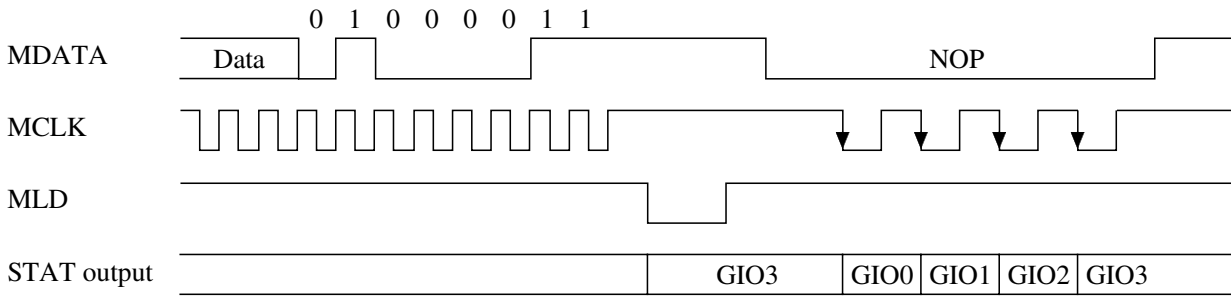 0 1 0 0 0 0 1 1
MDATA Data NOP
MCLK
MLD
STAT output GIO3 GIO0 GIO1 GIO2 GIO3